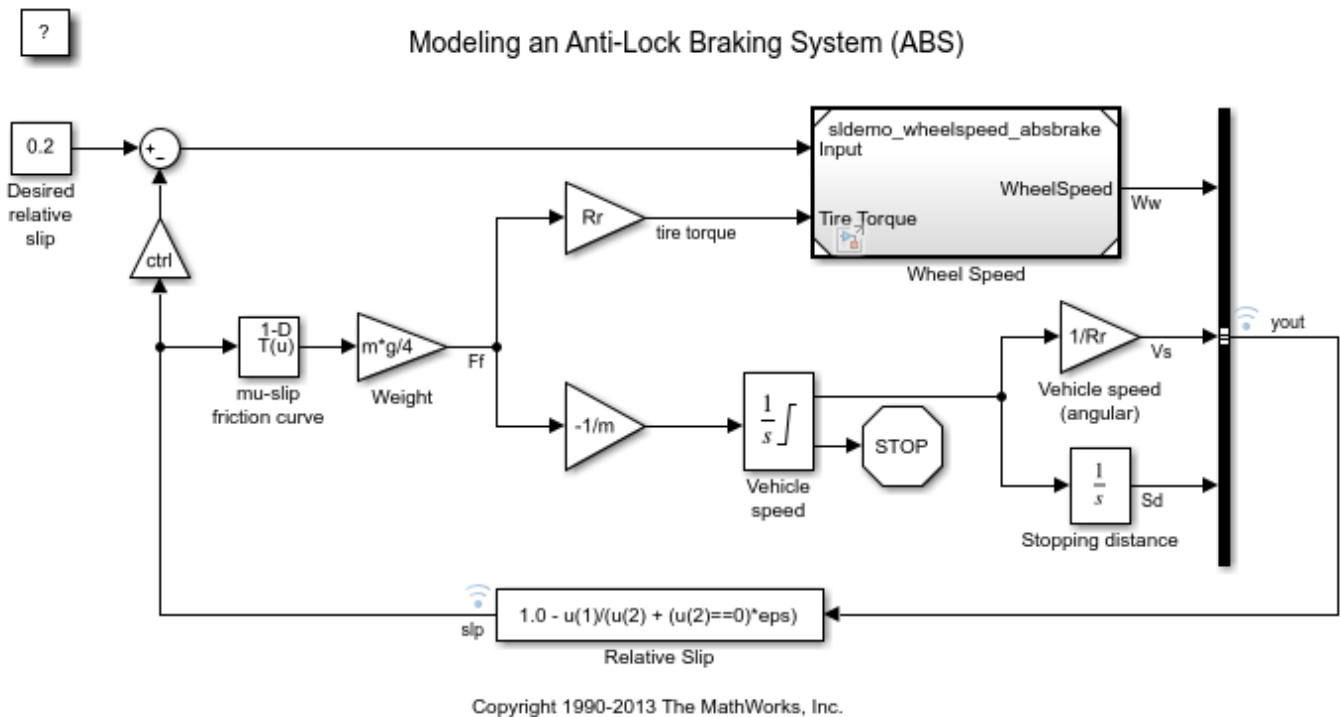 ?
Modeling an Anti-Lock Braking System (ABS)
0.2
Desired
relative
slip
+
-
ctrl
1-D
T(u)
mu-slip
friction curve
m*g/4
Weight
Ff
Rr
tire torque
sldemo_wheelspeed_absbrake
Input
WheelSpeed
Tire Torque
Wheel Speed
Ww
-1/m
1
s
Vehicle
speed
STOP
1/Rr
Vs
Vehicle speed
(angular)
1
s
Sd
Stopping distance
yout
slp
1.0 - u(1)/(u(2) + (u(2)==0)*eps)
Relative Slip
Copyright 1990-2013 The MathWorks, Inc.